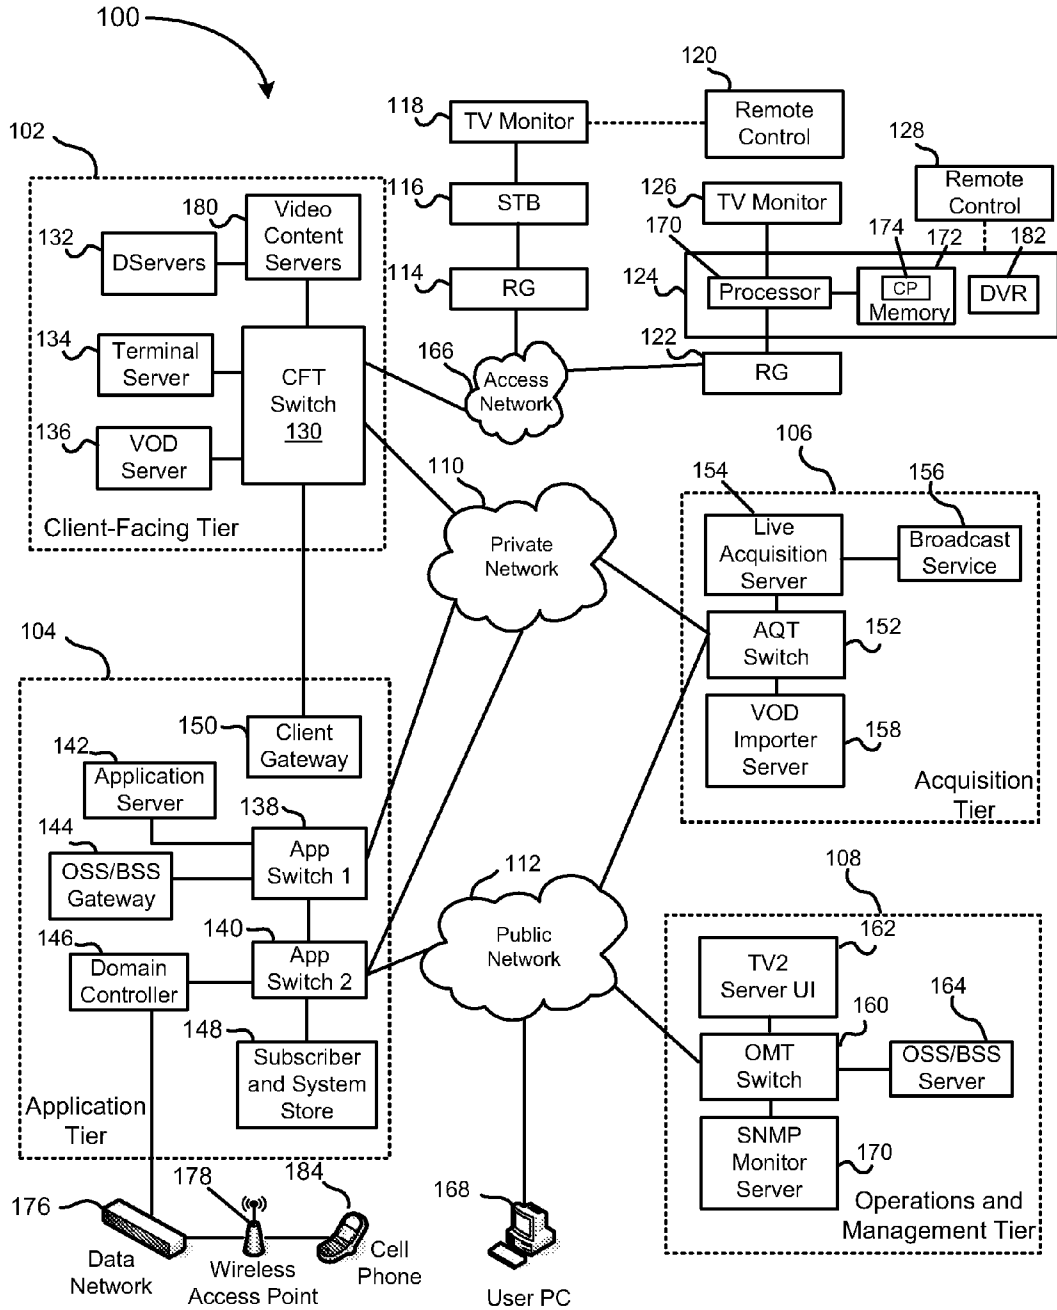 100
120
118
TV Monitor
Remote
Control
102
128
Remote
Control
116
STB
126
TV Monitor
180
Video
Content
Servers
170
174
172
182
132
DServers
114
RG
124
Processor
CP
Memory
DVR
134
Terminal
Server
CFT
Switch
130
166
Access
Network
122
RG
136
VOD
Server
Client-Facing Tier
110
Private
Network
106
154
156
Live
Acquisition
Server
Broadcast
Service
104
AQT
Switch
152
150
Client
Gateway
VOD
Importer
Server
158
142
Application
Server
Acquisition
Tier
138
144
OSS/BSS
Gateway
App
Switch 1
112
108
140
146
Domain
Controller
App
Switch 2
Public
Network
162
TV2
Server UI
164
160
148
Subscriber
and System
Store
OMT
Switch
OSS/BSS
Server
Application
Tier
SNMP
Monitor
Server
170
178
184
168
176
Operations and
Management Tier
Data
Network
Wireless
Access Point
Cell
Phone
User PC